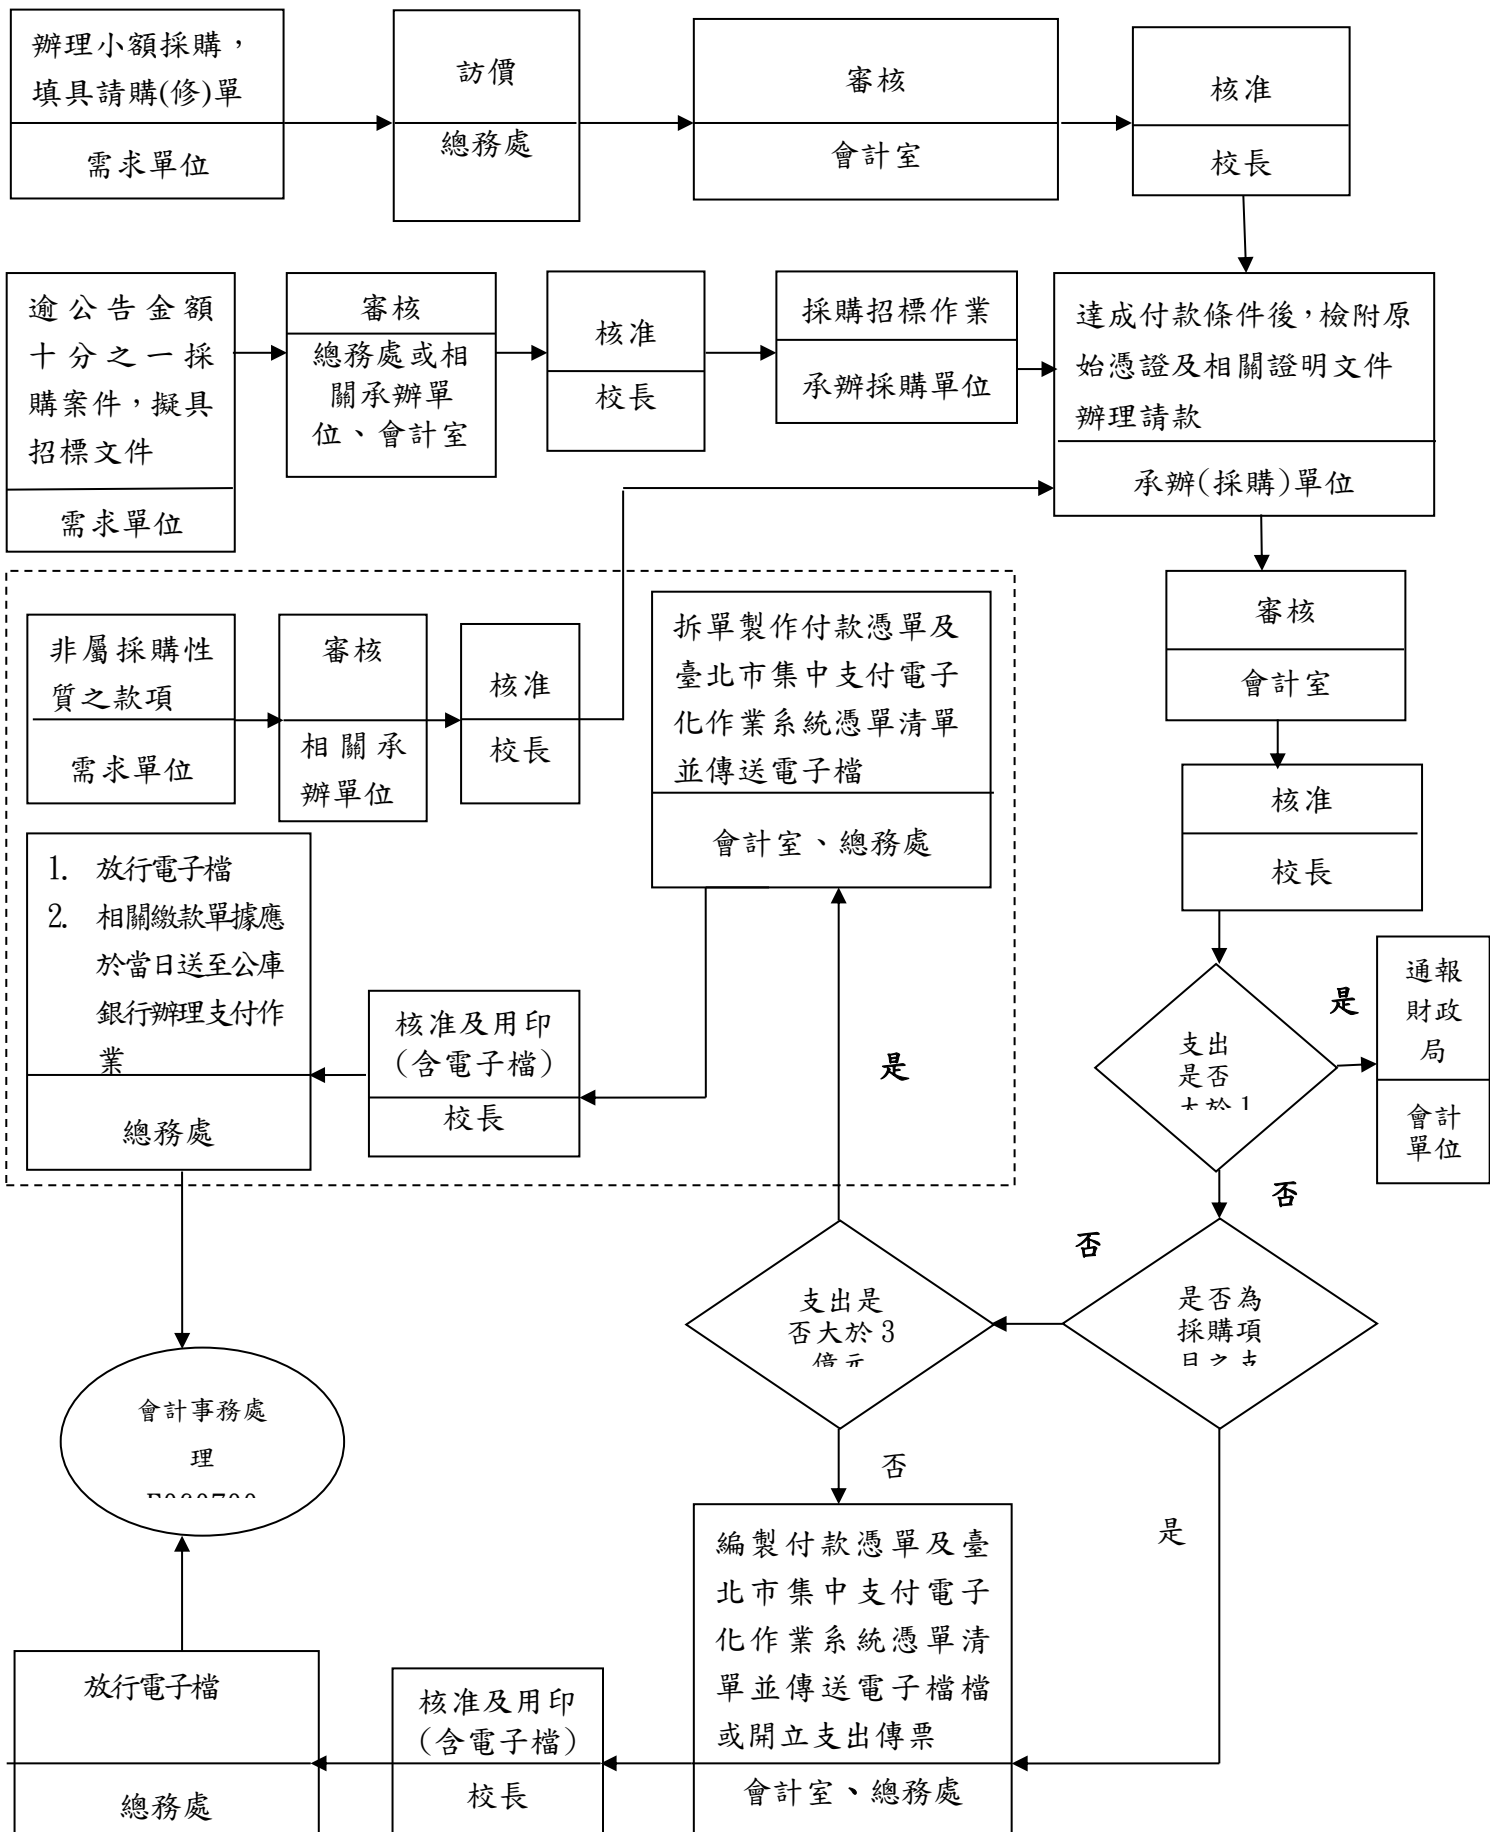 辦理小額採購，
填具請購(修)單
需求單位
訪價
總務處
審核
會計室
核准
校長
逾公告金額
十分之一採
購案件，擬具
招標文件
需求單位
審核
總務處或相
關承辦單
位、會計室
核准
校長
採購招標作業
承辦採購單位
達成付款條件後，檢附原
始憑證及相關證明文件
辦理請款
承辦(採購)單位
非屬採購性
質之款項
需求單位
審核
相關承
辦單位
核准
校長
拆單製作付款憑單及
臺北市集中支付電子
化作業系統憑單清單
並傳送電子檔
會計室、總務處
審核
會計室
核准
校長
1. 放行電子檔
2. 相關繳款單據應
於當日送至公庫
銀行辦理支付作
業
總務處
核准及用印
(含電子檔)
校長
是
支出
是否
大於1
是
通報
財政
局
會計
單位
否
否
支出是
否大於3
億元
是否為
採購項
目之支
會計事務處
理
否
是
編製付款憑單及臺
北市集中支付電子
化作業系統憑單清
單並傳送電子檔檔
或開立支出傳票
會計室、總務處
放行電子檔
總務處
核准及用印
(含電子檔)
校長